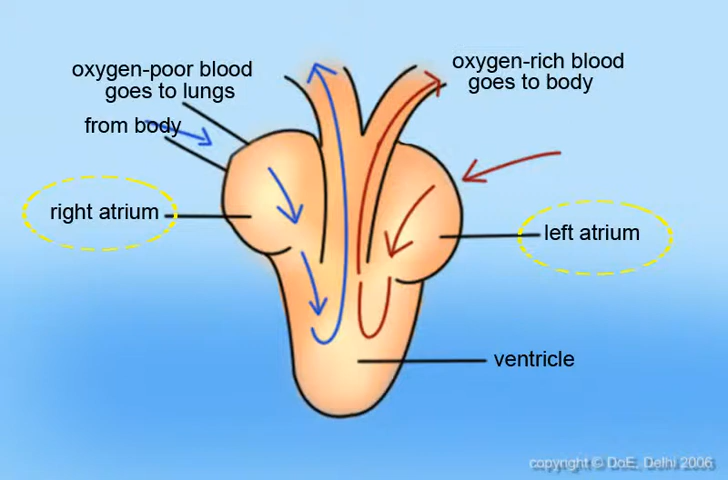 oxygen-poor blood
goes to lungs
from body
oxygen-rich blood
goes to body
right atrium
left atrium
ventricle
copyright © DoE, Delhi 2006